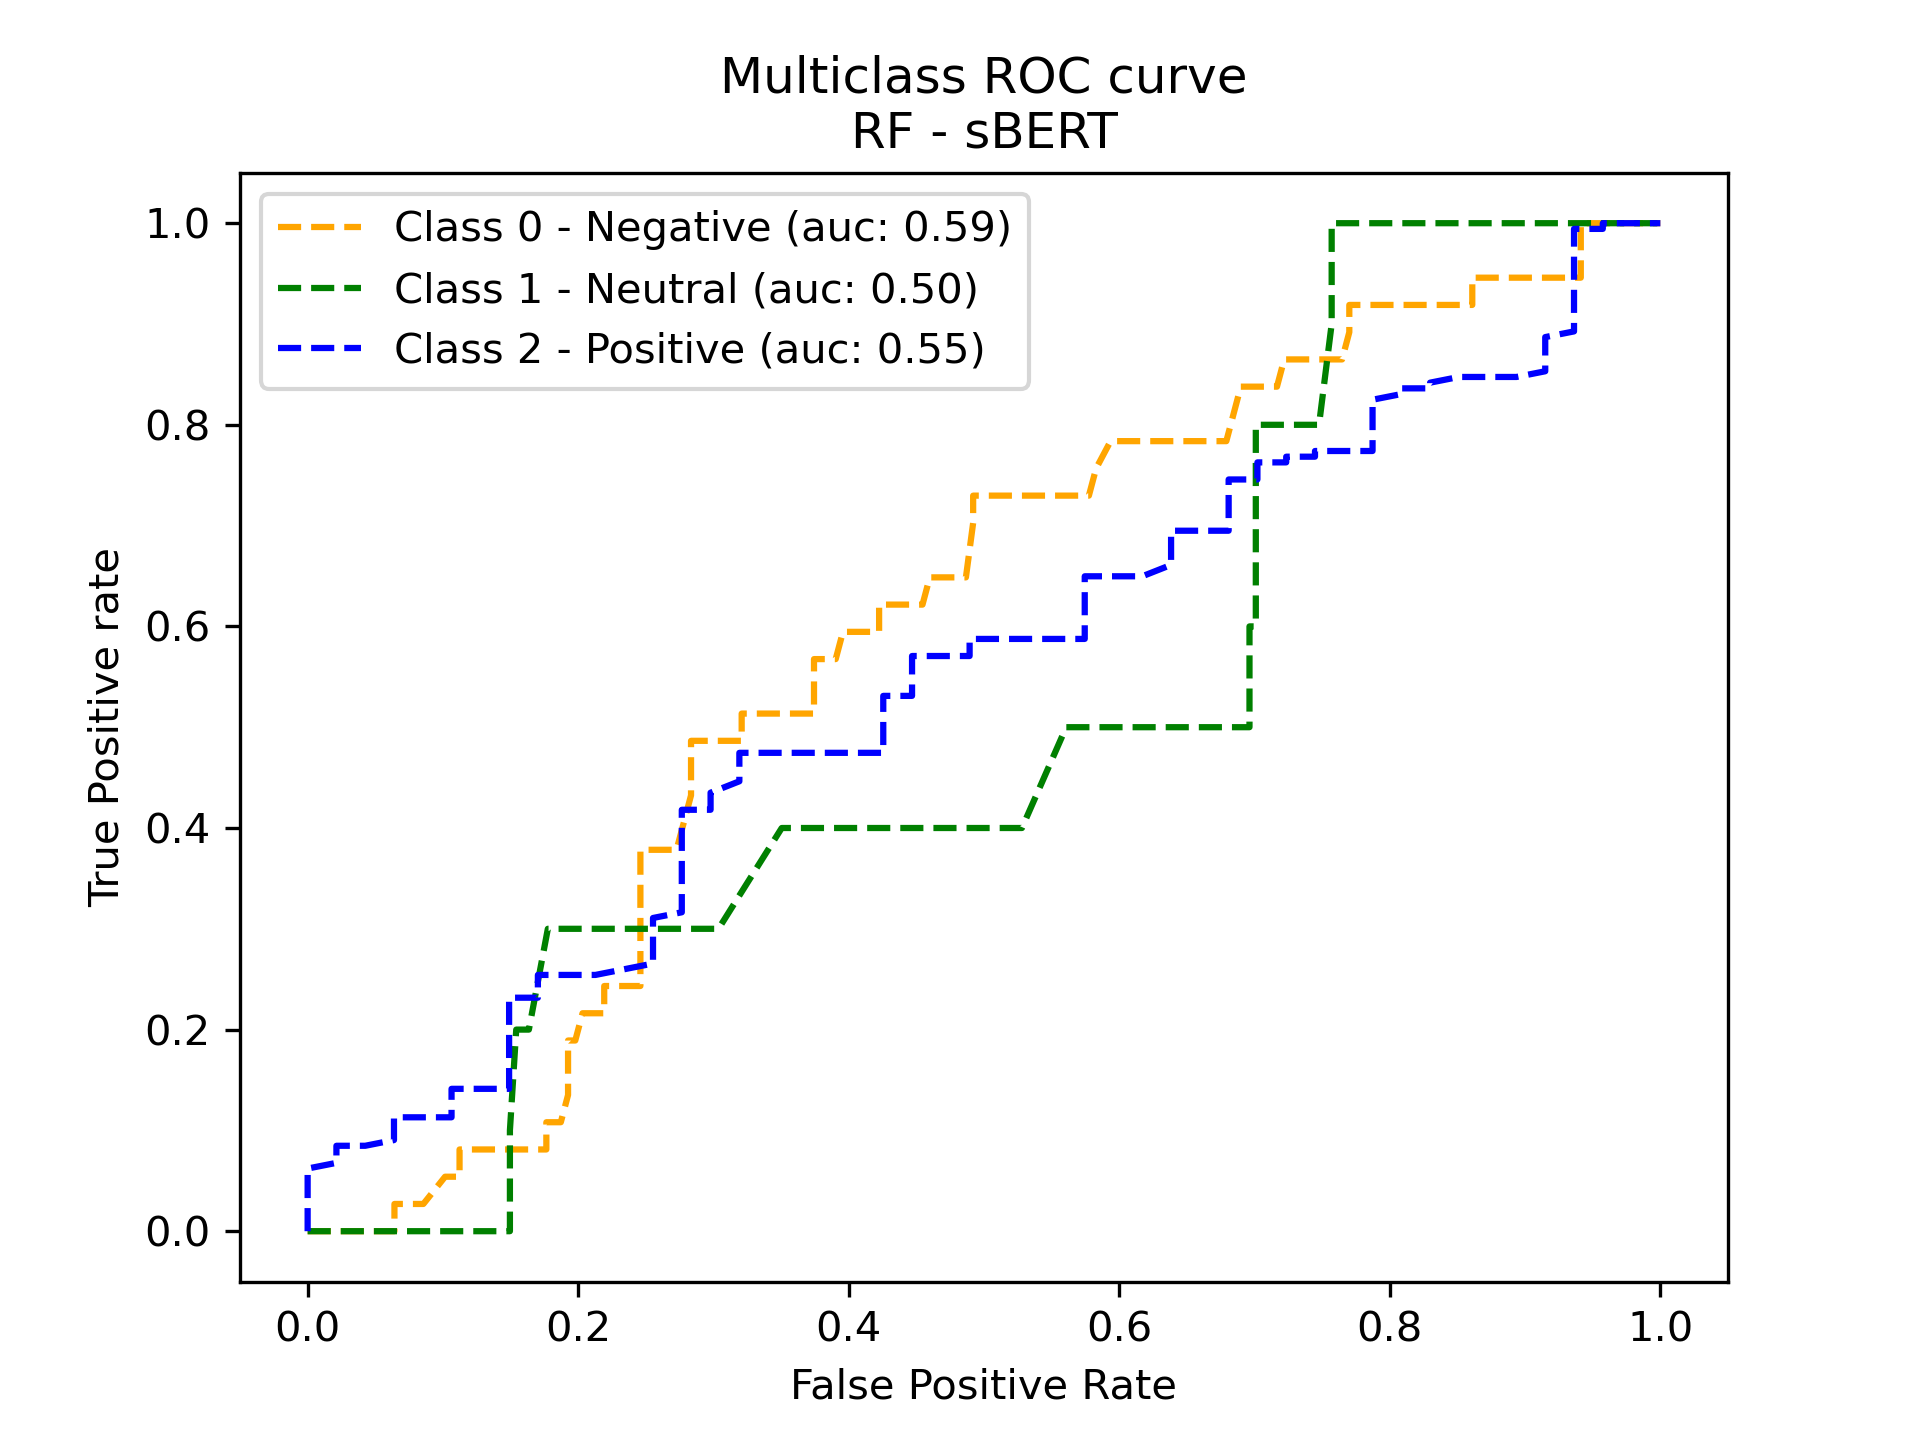 Multiclass ROC curve
RF - sBERT
Class 0 - Negative (auc: 0.59)
Class 1 - Neutral (auc: 0.50)
Class 2 - Positive (auc: 0.55)
True Positive rate
1.0
0.8
0.6
0.4
0.2
0.0
0.0 0.2 0.4 0.6 0.8 1.0
False Positive Rate